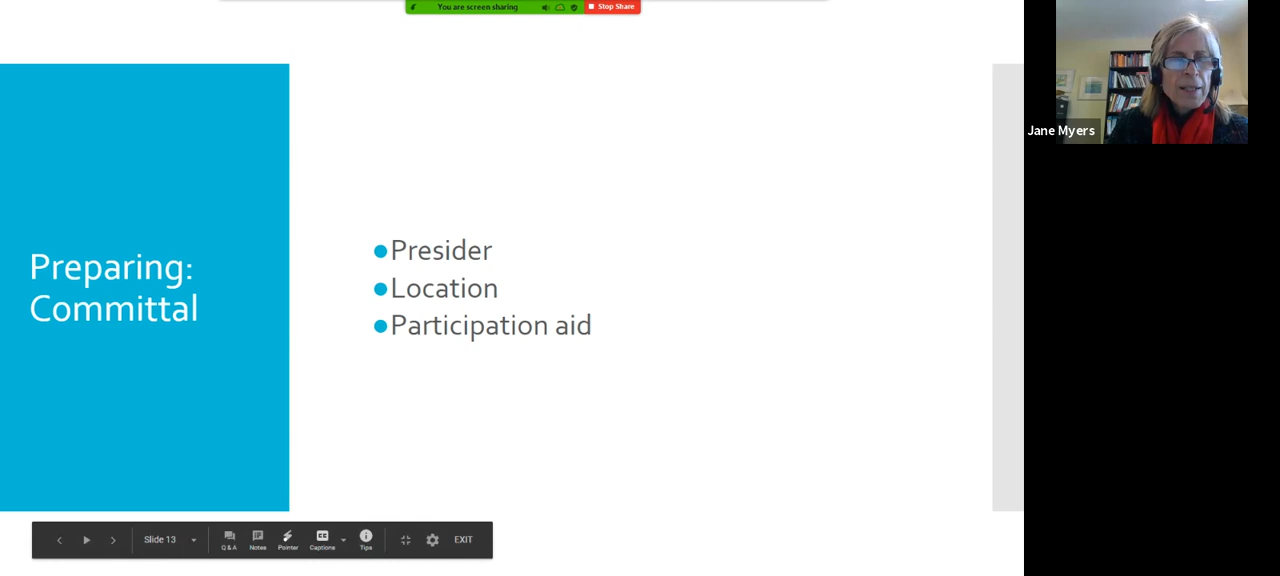 You are screen sharing
Stop Share
Jane Myers
Preparing:
Committal
Presider
Location
Participation aid
Slide 13
Q & A
Notes
Pointer
Captions
Tips
EXIT